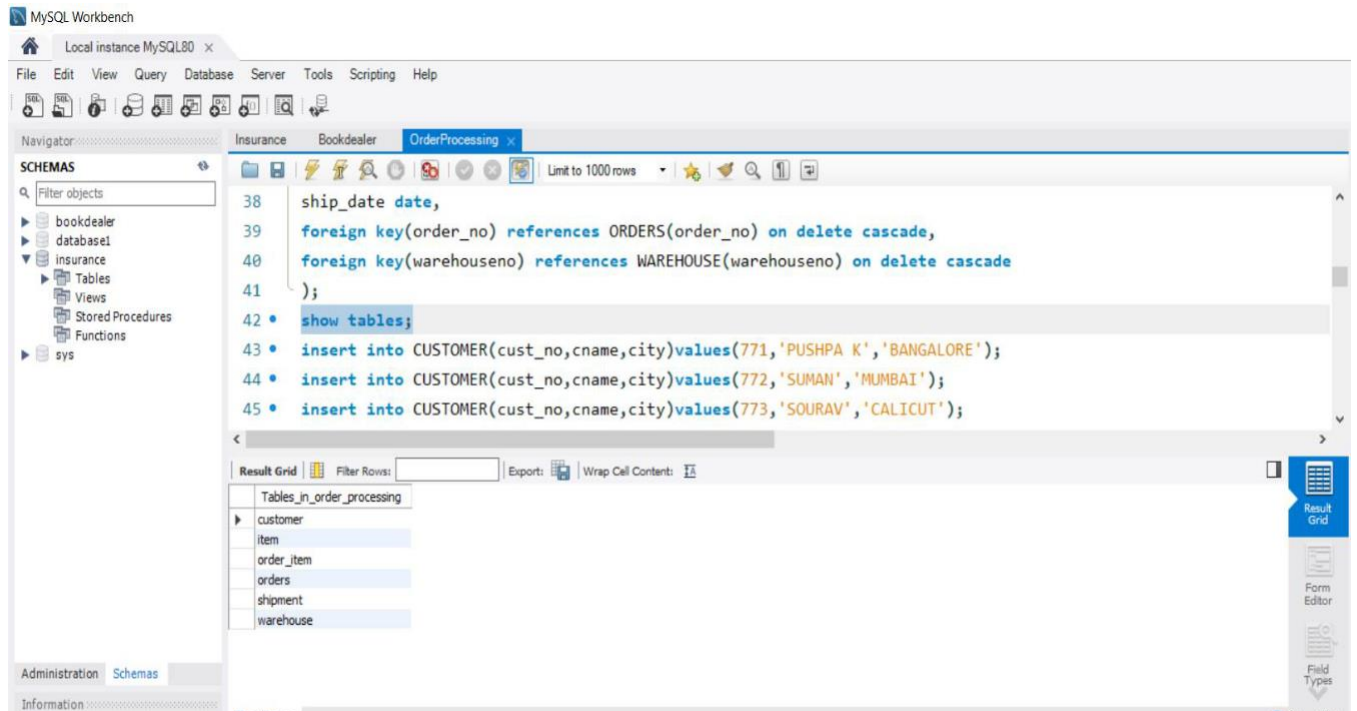 MySQL Workbench
Local instance MySQL80 ×
File Edit View Query Database Server Tools Scripting Help
Navigator
SCHEMAS
Filter objects
bookdealer
database1
insurance
Tables
Views
Stored Procedures
Functions
sys
Administration Schemas
Information
Insurance Bookdealer OrderProcessing ×
Limit to 1000 rows
38 ship_date date,
39 foreign key(order_no) references ORDERS(order_no) on delete cascade,
40 foreign key(warehouseno) references WAREHOUSE(warehouseno) on delete cascade
41 );
42 show tables;
43 insert into CUSTOMER(cust_no,cname,city)values(771,'PUSHPA K','BANGALORE');
44 insert into CUSTOMER(cust_no,cname,city)values(772,'SUMAN','MUMBAI');
45 insert into CUSTOMER(cust_no,cname,city)values(773,'SOURAV','CALICUT');
Result Grid Filter Rows: Export: Wrap Cell Content:
Tables_in_order_processing
customer
item
order_item
orders
shipment
warehouse
Result
Grid
Form
Editor
Field
Types